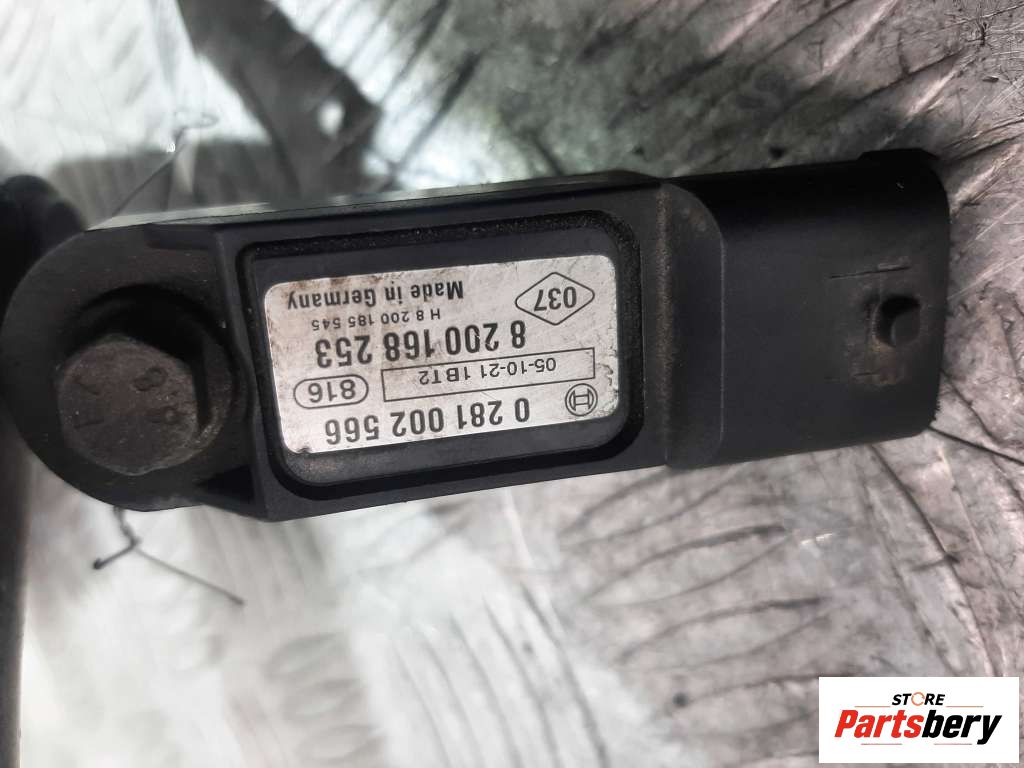 0 281 002 566
05-10-21 1BT2
816
8 200 168 253
H 8 200 185 545
037
Made in Germany
STORE
Partsbery